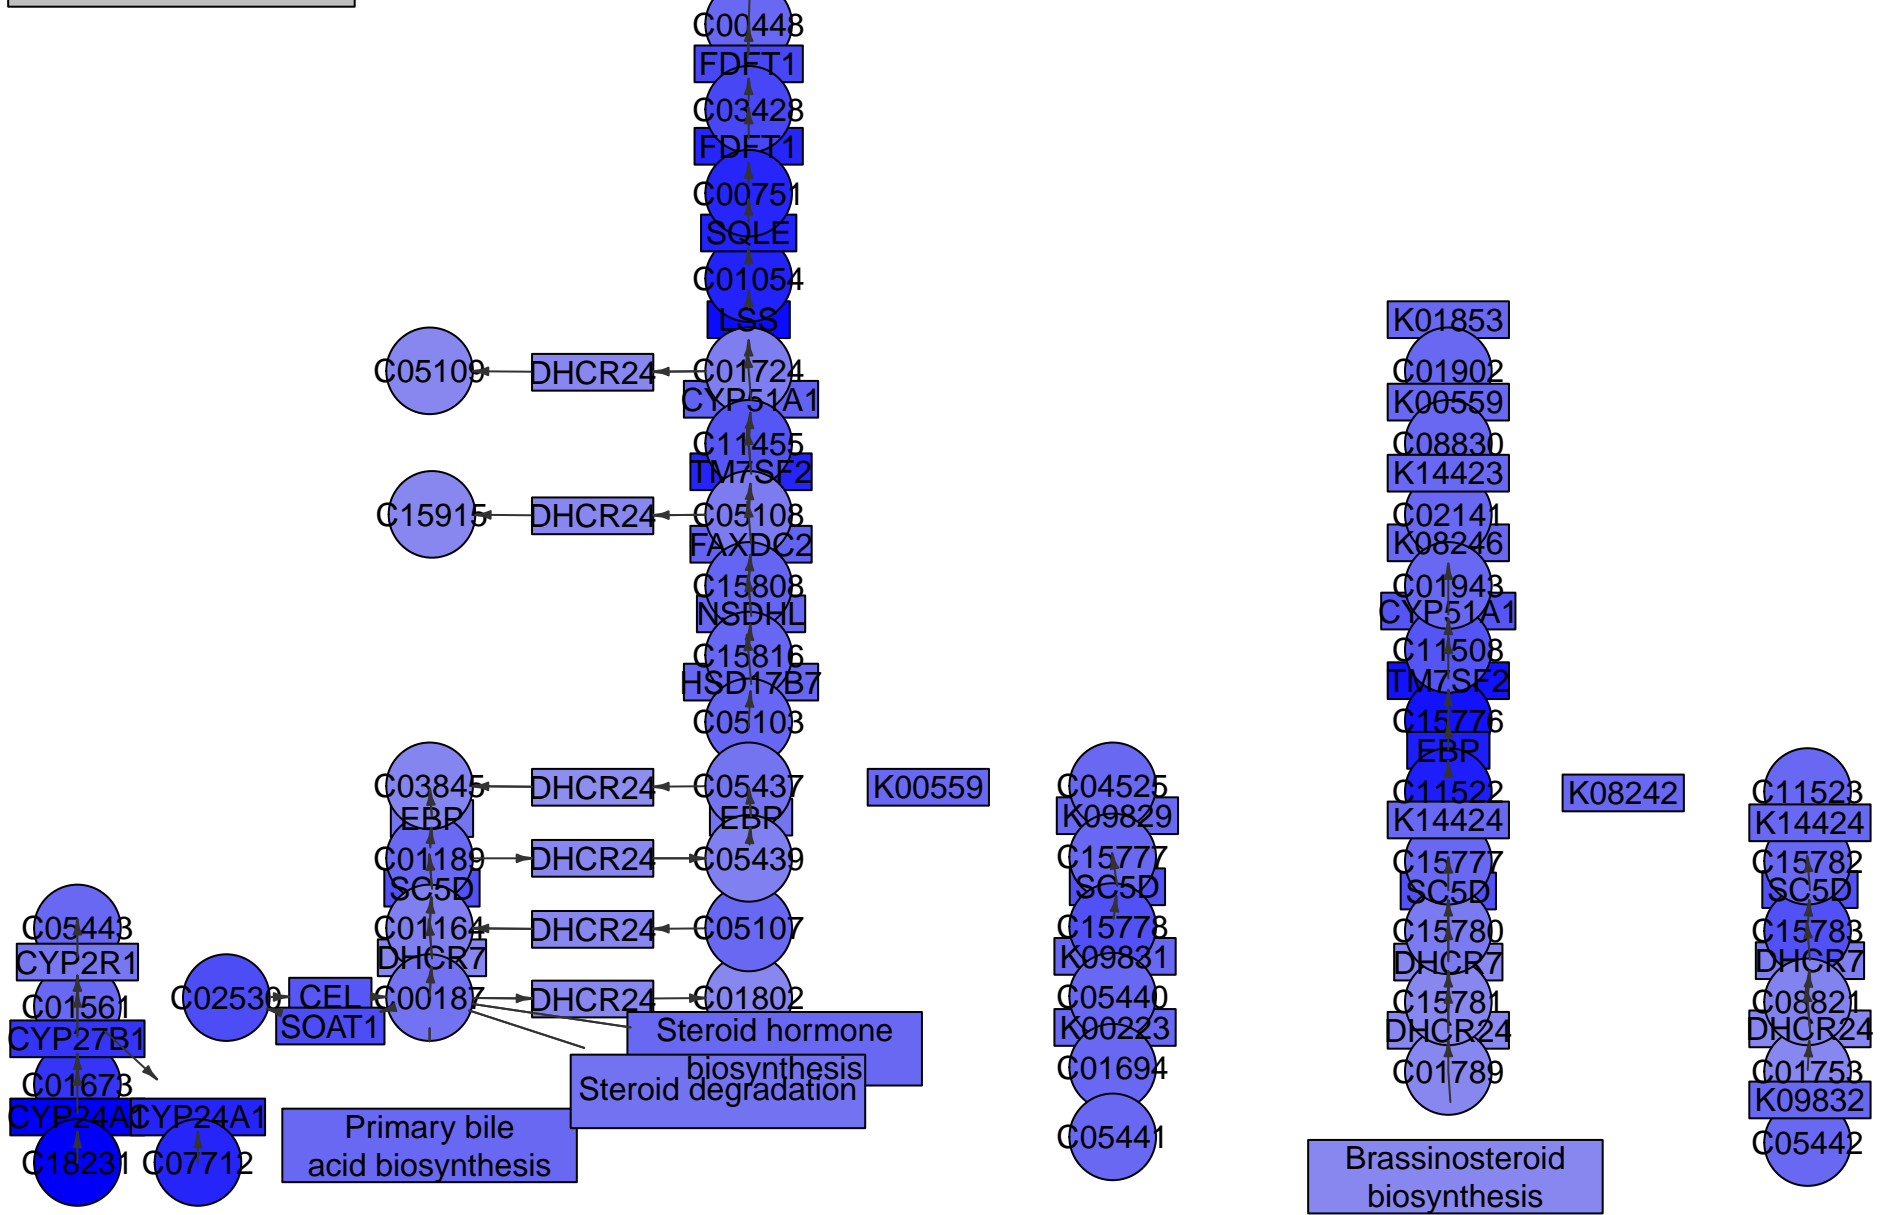 C00448
FDFT1
C03428
FDFT1
C00751
SQLE
C01054
LSS
K01853
C05109
DHCR24
C01724
C01902
CYP51A1
K00559
C11455
C08830
TM7SF2
K14423
C15915
DHCR24
C05108
C02141
FAXDC2
K08246
C15808
C01943
NSDHL
CYP51A1
C15816
C11508
HSD17B7
TM7SF2
C05103
C15776
EBP
C03845
DHCR24
C05437
K00559
C04525
C11522
K08242
C11523
EBP
EBP
K09829
K14424
K14424
C01189
DHCR24
C05439
C15777
C15777
C15782
SC5D
SC5D
SC5D
SC5D
C05443
C01164
DHCR24
C05107
C15778
C15780
C15783
CYP2R1
DHCR7
K09831
DHCR7
DHCR7
C02530
CEL
C00187
DHCR24
C01802
C01561
C05440
C15781
C08821
SOAT1
CYP27B1
Steroid hormone
biosynthesis
K00223
DHCR24
DHCR24
C01673
Steroid degradation
C01694
C01789
C01753
CYP24A1
CYP24A1
K09832
Primary bile
acid biosynthesis
C05441
C05442
C18231
C07712
Brassinosteroid
biosynthesis